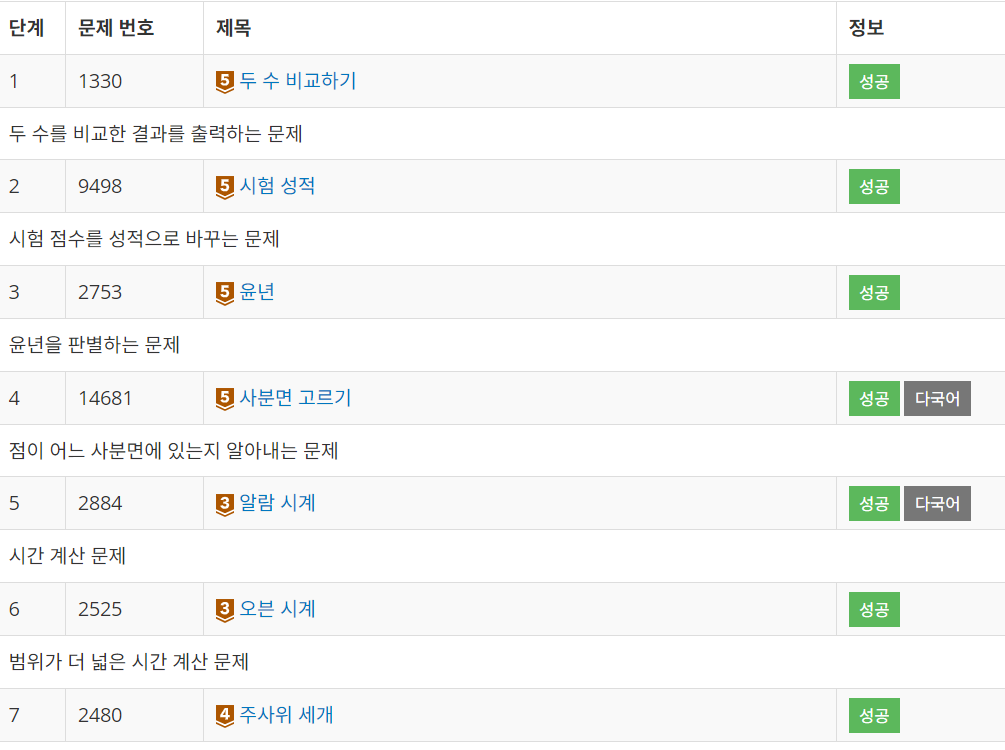 단계 문제 번호 제목 정보
1 1330 5 두 수 비교하기 성공
두 수를 비교한 결과를 출력하는 문제
2 9498 5 시험 성적 성공
시험 점수를 성적으로 바꾸는 문제
3 2753 5 윤년 성공
윤년을 판별하는 문제
4 14681 5 사분면 고르기 성공 다국어
점이 어느 사분면에 있는지 알아내는 문제
5 2884 3 알람 시계 성공 다국어
시간 계산 문제
6 2525 3 오븐 시계 성공
범위가 더 넓은 시간 계산 문제
7 2480 4 주사위 세개 성공